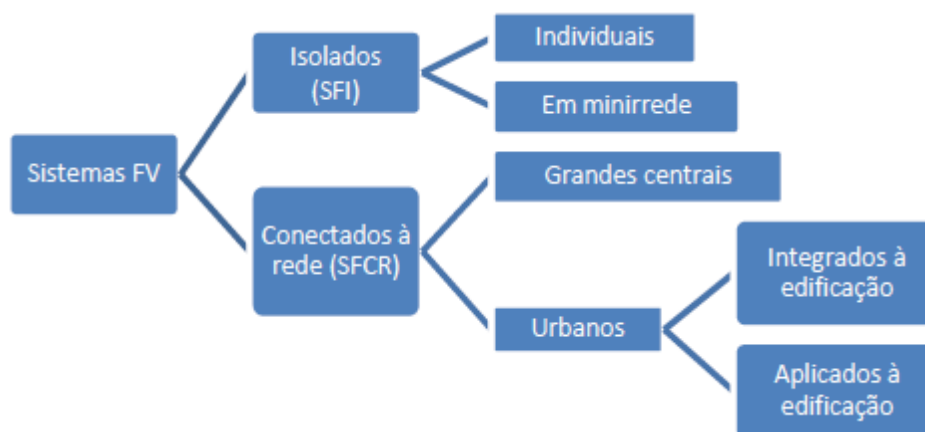 Sistemas FV
Isolados
(SFI)
Individuais
Em minirrede
Conectados à
rede (SFCR)
Grandes centrais
Urbanos
Integrados à
edificação
Aplicados à
edificação